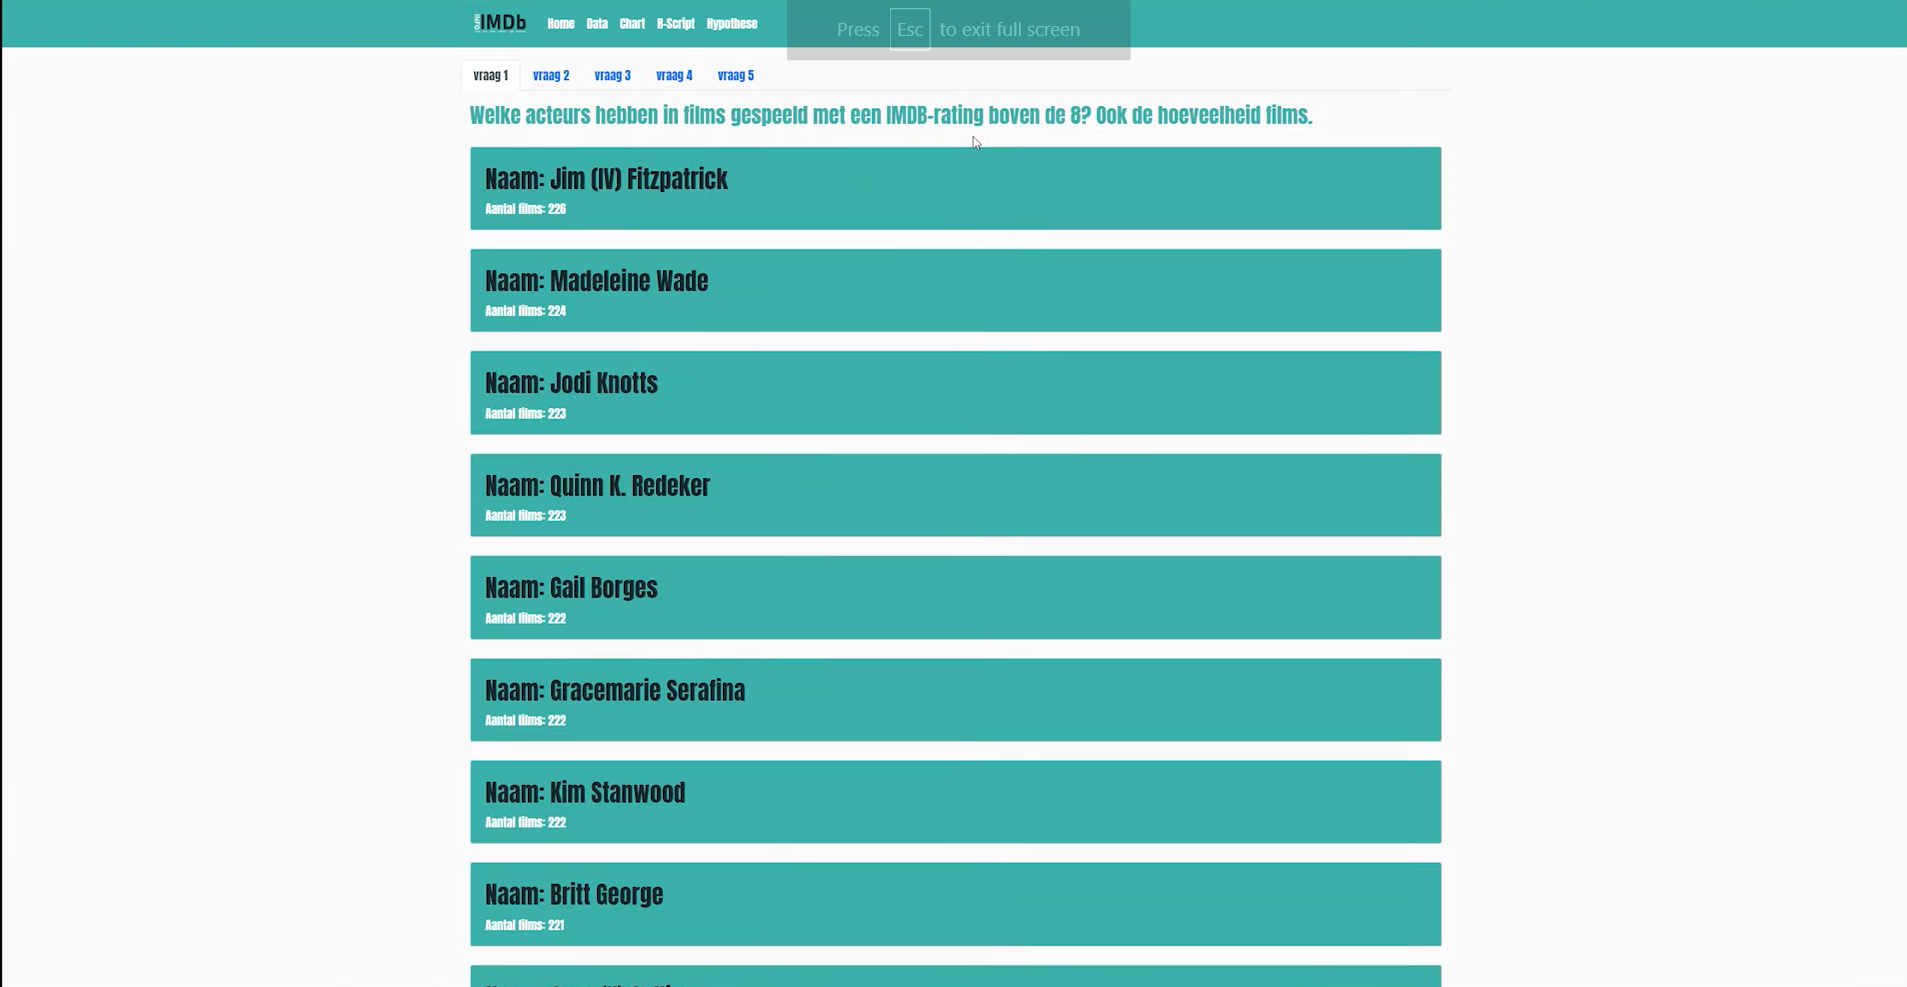 IMDb Home Data Chart R-Script Hypothese
Press Esc to exit full screen
vraag 1 vraag 2 vraag 3 vraag 4 vraag 5
Welke acteurs hebben in films gespeeld met een IMDB-rating boven de 8? Ook de hoeveelheid films.
Naam: Jim (IV) Fitzpatrick
Aantal films: 226
Naam: Madeleine Wade
Aantal films: 224
Naam: Jodi Knotts
Aantal films: 223
Naam: Quinn K. Redeker
Aantal films: 223
Naam: Gail Borges
Aantal films: 222
Naam: Gracemarie Serafina
Aantal films: 222
Naam: Kim Stanwood
Aantal films: 222
Naam: Britt George
Aantal films: 221